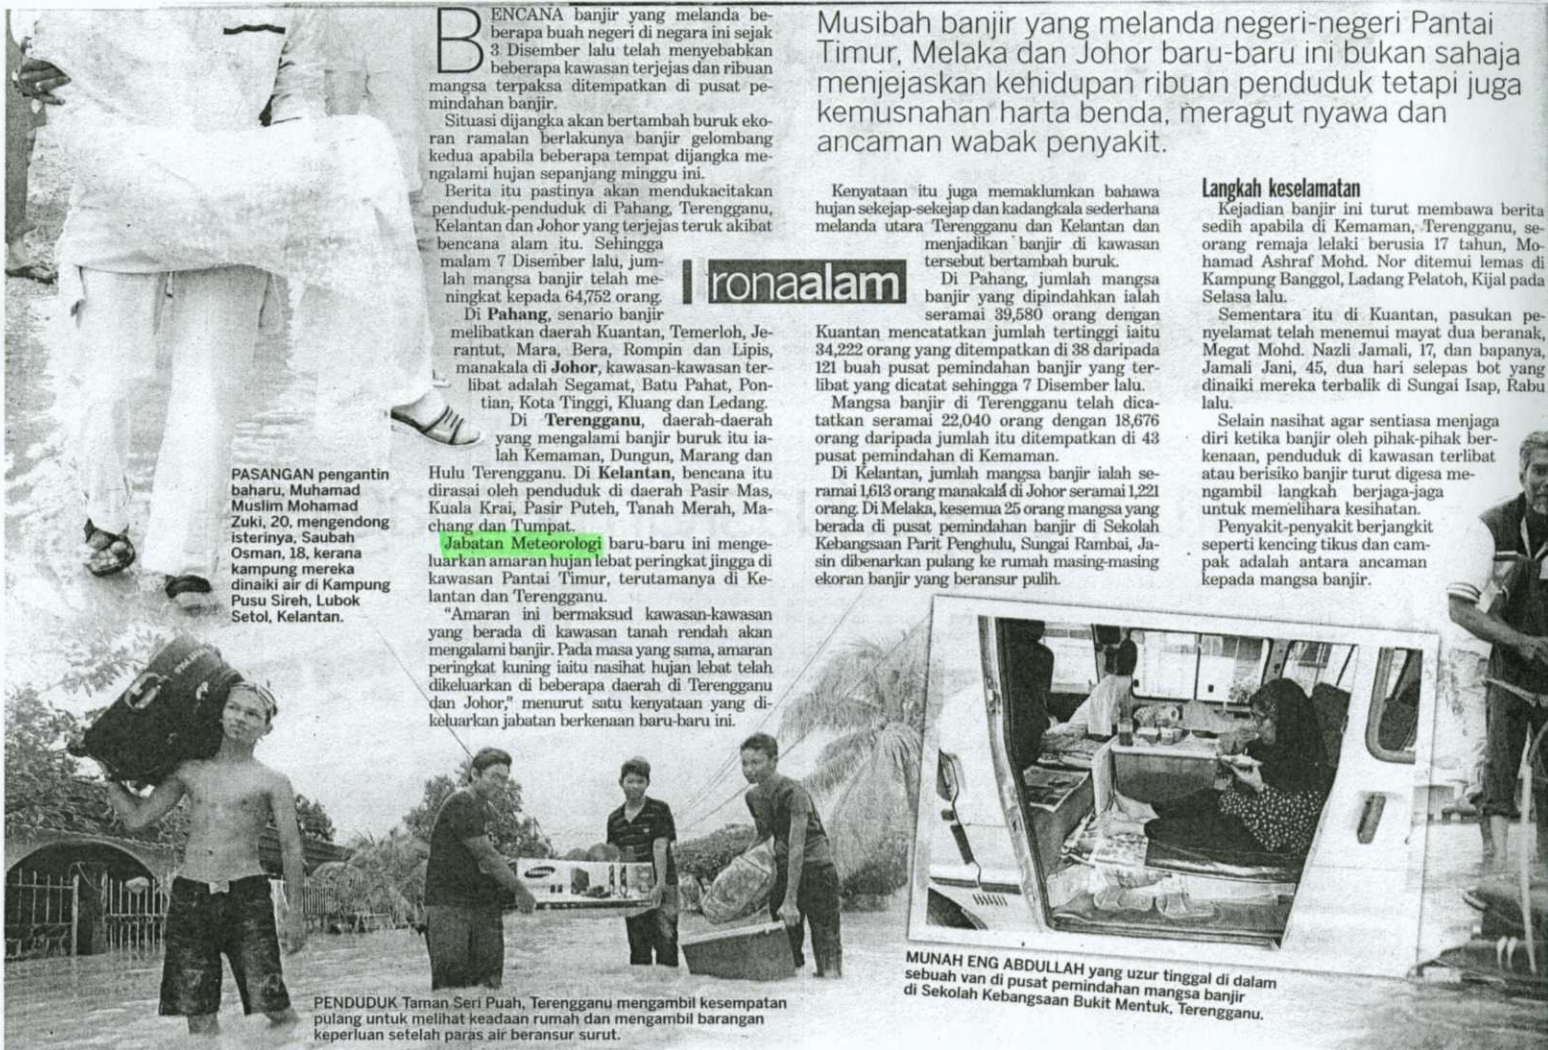 BENCANA banjir yang melanda be-
berapa buah negeri di negara ini sejak
3 Disember lalu telah menyebabkan
beberapa kawasan terjejas dan ribuan
mangsa terpaksa ditempatkan di pusat pe-
mindahan banjir.
Situasi dijangka akan bertambah buruk eko-
ran ramalan berlakunya banjir gelombang
kedua apabila beberapa tempat dijangka me-
ngalami hujan sepanjang minggu ini.
Berita itu pastinya akan mendukacitakan
penduduk-penduduk di Pahang, Terengganu,
Kelantan dan Johor yang terjejas teruk akibat
bencana alam itu. Sehingga
malam 7 Disember lalu, jum-
lah mangsa banjir telah me-
ningkat kepada 64,752 orang.
Di Pahang, senario banjir
melibatkan daerah Kuantan, Temerloh, Je-
rantut, Mara, Bera, Rompin dan Lipis,
manakala di Johor, kawasan-kawasan ter-
libat adalah Segamat, Batu Pahat, Pon-
tian, Kota Tinggi, Kluang dan Ledang.
Di Terengganu, daerah-daerah
yang mengalami banjir buruk itu ia-
lah Kemaman, Dungun, Marang dan
Hulu Terengganu. Di Kelantan, bencana itu
dirasai oleh penduduk di daerah Pasir Mas,
Kuala Krai, Pasir Puteh, Tanah Merah, Ma-
chang dan Tumpat.
Jabatan Meteorologi baru-baru ini menge-
luarkan amaran hujan lebat peringkat jingga di
kawasan Pantai Timur, terutamanya di Ke-
lantan dan Terengganu.
"Amaran ini bermaksud kawasan-kawasan
yang berada di kawasan tanah rendah akan
mengalami banjir. Pada masa yang sama, amaran
peringkat kuning iaitu nasihat hujan lebat telah
dikeluarkan di beberapa daerah di Terengganu
dan Johor," menurut satu kenyataan yang di-
keluarkan jabatan berkenaan baru-baru ini.
Musibah banjir yang melanda negeri-negeri Pantai
Timur, Melaka dan Johor baru-baru ini bukan sahaja
menjejaskan kehidupan ribuan penduduk tetapi juga
kemusnahan harta benda, meragut nyawa dan
ancaman wabak penyakit.
ronaalam
Kenyataan itu juga memaklumkan bahawa
hujan sekejap-sekejap dan kadangkala sederhana
melanda utara Terengganu dan Kelantan dan
menjadikan banjir di kawasan
tersebut bertambah buruk.
Di Pahang, jumlah mangsa
banjir yang dipindahkan ialah
seramai 39,580 orang dengan
Kuantan mencatatkan jumlah tertinggi iaitu
34,222 orang yang ditempatkan di 38 daripada
121 buah pusat pemindahan banjir yang ter-
libat yang dicatat sehingga 7 Disember lalu.
Mangsa banjir di Terengganu telah dica-
tatkan seramai 22,040 orang dengan 18,676
orang daripada jumlah itu ditempatkan di 43
pusat pemindahan di Kemaman.
Di Kelantan, jumlah mangsa banjir ialah se-
ramai 1,613 orang manakala di Johor seramai 1,221
orang. Di Melaka, kesemua 25 orang mangsa yang
berada di pusat pemindahan banjir di Sekolah
Kebangsaan Parit Penghulu, Sungai Rambai, Ja-
sin dibenarkan pulang ke rumah masing-masing
ekoran banjir yang beransur pulih.
Langkah keselamatan
Kejadian banjir ini turut membawa berita
sedih apabila di Kemaman, Terengganu, se-
orang remaja lelaki berusia 17 tahun, Mo-
hamad Ashraf Mohd. Nor ditemui lemas di
Kampung Banggol, Ladang Pelatoh, Kijal pada
Selasa lalu.
Sementara itu di Kuantan, pasukan pe-
nyelamat telah menemui mayat dua beranak,
Megat Mohd. Nazli Jamali, 17, dan bapanya,
Jamali Jani, 45, dua hari selepas bot yang
dinaiki mereka terbalik di Sungai Isap, Rabu
lalu.
Selain nasihat agar sentiasa menjaga
diri ketika banjir oleh pihak-pihak ber-
kenaan, penduduk di kawasan terlibat
atau berisiko banjir turut digesa me-
ngambil langkah berjaga-jaga
untuk memelihara kesihatan.
Penyakit-penyakit berjangkit
seperti kencing tikus dan cam-
pak adalah antara ancaman
kepada mangsa banjir.
PASANGAN pengantin
baharu, Muhamad
Muslim Mohamad
Zuki, 20, mengendong
isterinya, Saubah
Osman, 18, kerana
kampung mereka
dinaiki air di Kampung
Pusu Sireh, Lubok
Setol, Kelantan.
PENDUDUK Taman Seri Puah, Terengganu mengambil kesempatan
pulang untuk melihat keadaan rumah dan mengambil barangan
keperluan setelah paras air beransur surut.
MUNAH ENG ABDULLAH yang uzur tinggal di dalam
sebuah van di pusat pemindahan mangsa banjir
di Sekolah Kebangsaan Bukit Mentuk, Terengganu.